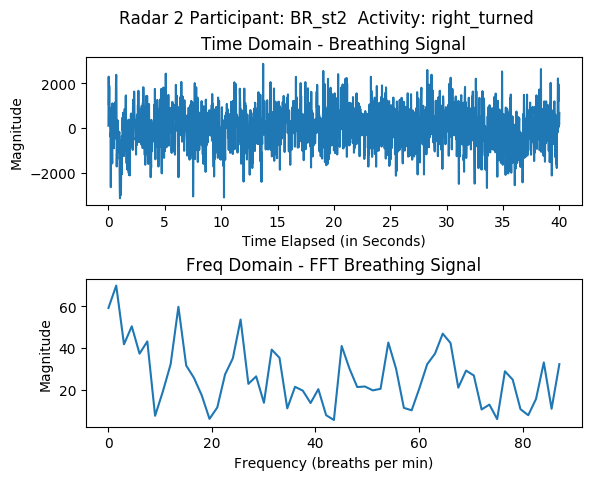 Radar 2 Participant: BR_st2  Activity: right_turned
Time Domain - Breathing Signal
Magnitude
2000
0
−2000
0 5 10 15 20 25 30 35 40
Time Elapsed (in Seconds)
Freq Domain - FFT Breathing Signal
Magnitude
60
40
20
0 20 40 60 80
Frequency (breaths per min)